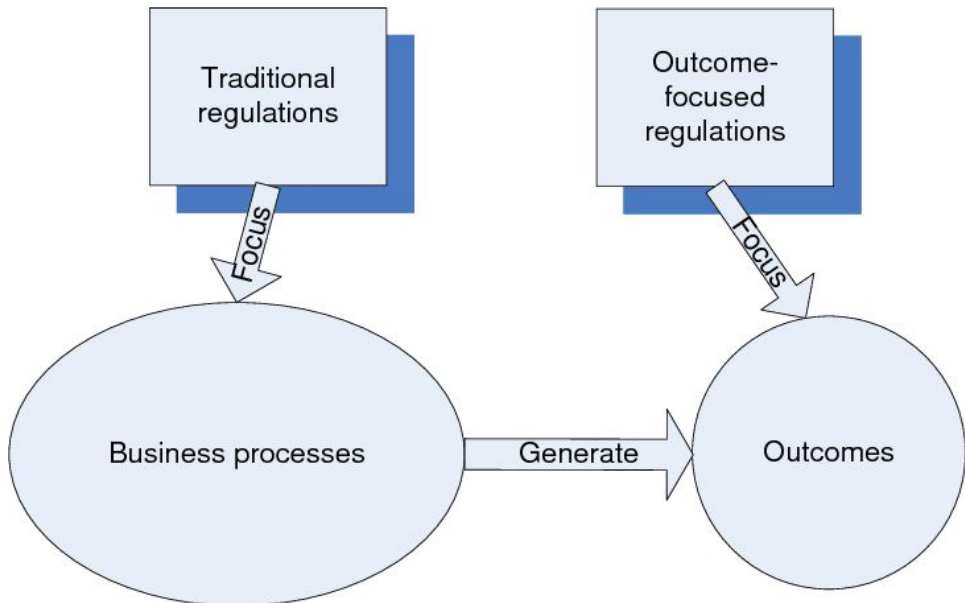 Traditional
regulations
Outcome-
focused
regulations
Focus
Focus
Business processes
Generate
Outcomes